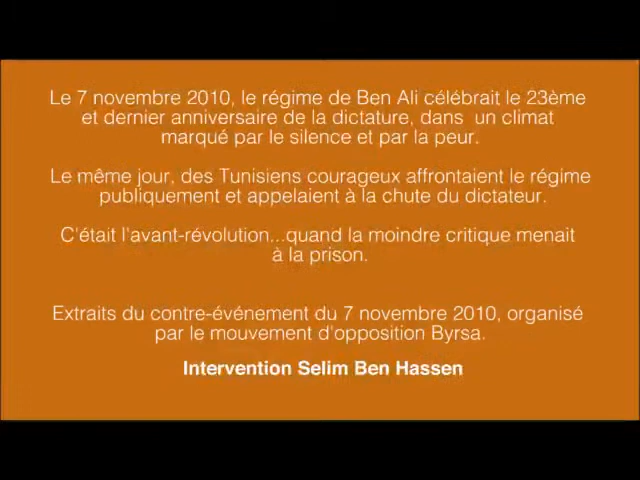 Le 7 novembre 2010, le régime de Ben Ali célébrait le 23ème
et dernier anniversaire de la dictature, dans un climat
marqué par le silence et par la peur.
Le même jour, des Tunisiens courageux affrontaient le régime
publiquement et appelaient à la chute du dictateur.
C'était l'avant-révolution...quand la moindre critique menait
à la prison.
Extraits du contre-événement du 7 novembre 2010, organisé
par le mouvement d'opposition Byrsa.
Intervention Selim Ben Hassen